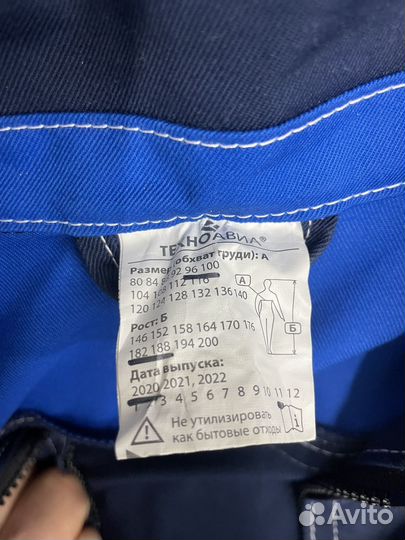 ТЕХНОАВИА®
Размер (обхват груди): А
80 84 88 92 96 100
104 108 112 116
120 124 128 132 136 140
А
Рост: Б
146 152 158 164 170 176
182 188 194 200
Б
Дата выпуска:
2020 2021, 2022
1 3 4 5 6 7 8 9 10 11 12
Не утилизировать
как бытовые отходы
Avito